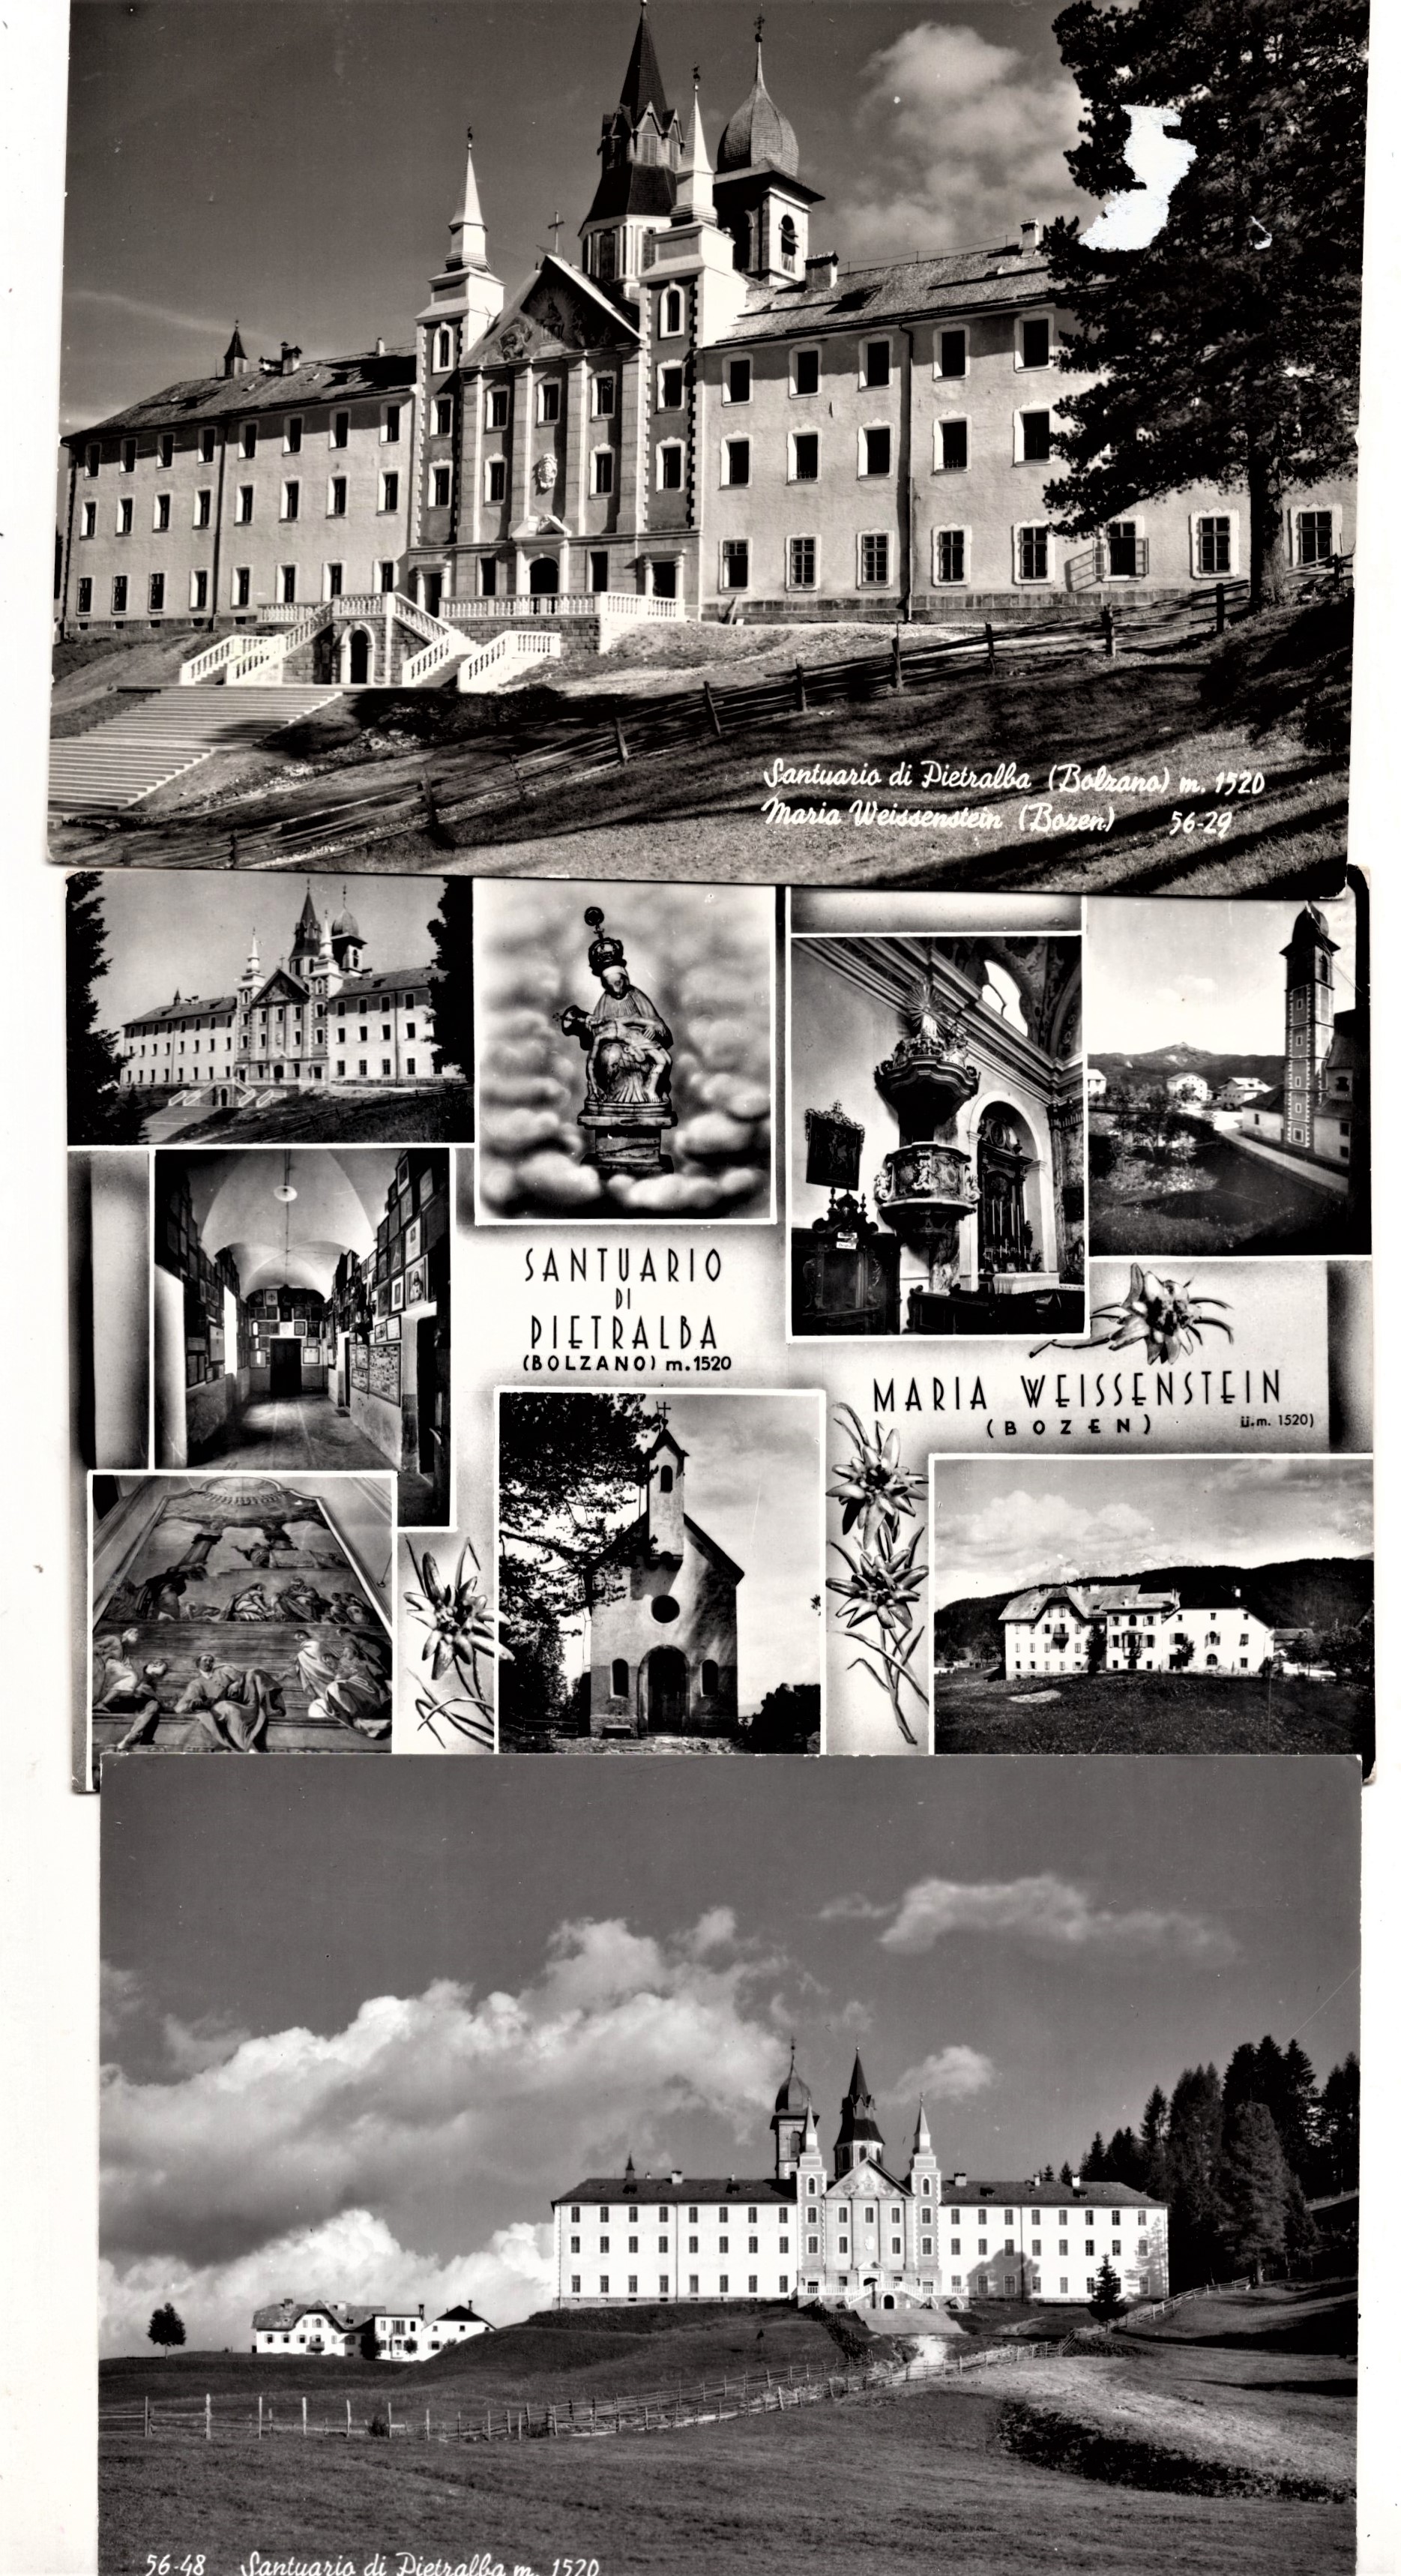 Santuario di Pietralba (Bolzano) m. 1520
Maria Weissenstein (Bozen) 56-29
SANTUARIO
DI
PIETRALBA
(BOLZANO) m. 1520
MARIA WEISSENSTEIN
(BOZEN) ü.m. 1520)
56-48 Santuario di Pietralba m. 1520